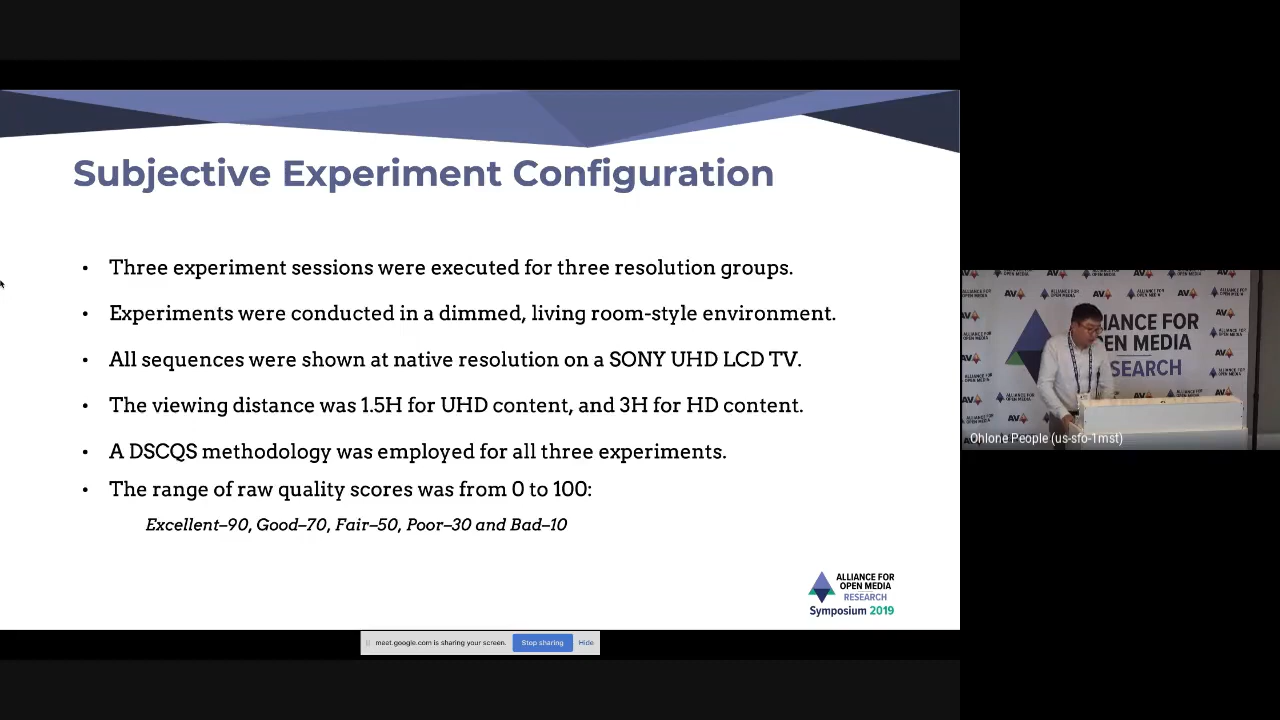 Subjective Experiment Configuration
• Three experiment sessions were executed for three resolution groups.
• Experiments were conducted in a dimmed, living room-style environment.
• All sequences were shown at native resolution on a SONY UHD LCD TV.
• The viewing distance was 1.5H for UHD content, and 3H for HD content.
• A DSCQS methodology was employed for all three experiments.
• The range of raw quality scores was from 0 to 100:
Excellent–90, Good–70, Fair–50, Poor–30 and Bad–10
ALLIANCE FOR
OPEN MEDIA
RESEARCH
Symposium 2019
meet.google.com is sharing your screen. Stop sharing Hide
IANCE FOR
EN MEDIA
SEARCH
Ohlone People (us-sfo-1mst)